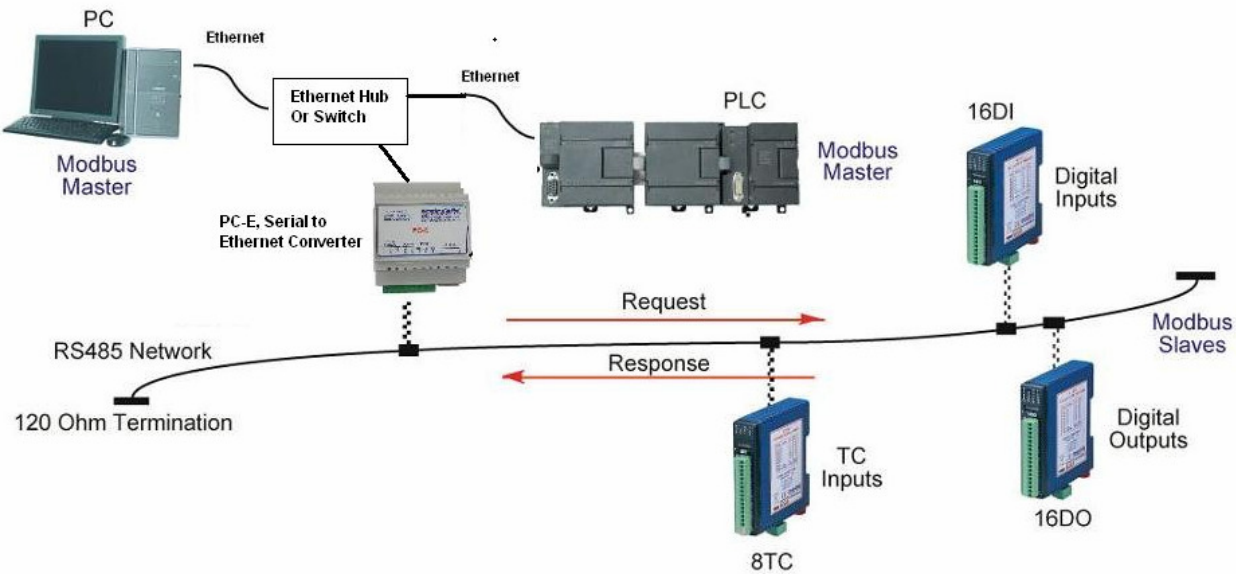 PC
Ethernet
Ethernet
Ethernet Hub
Or Switch
PLC
16DI
Modbus
Master
Modbus
Master
Digital
Inputs
PC-E, Serial to
Ethernet Converter
PC-E
Request
Modbus
Slaves
RS485 Network
Response
120 Ohm Termination
TC
Inputs
Digital
Outputs
16DO
8TC